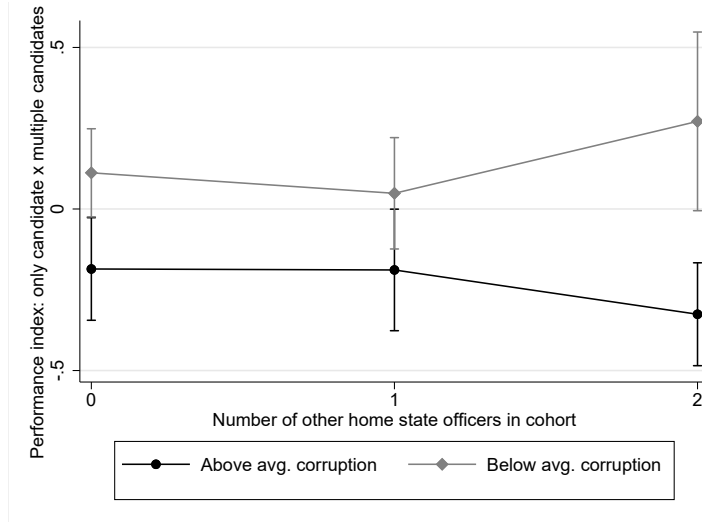 Performance index: only candidate x multiple candidates
.5
0
-.5
0
1
2
Number of other home state officers in cohort
Above avg. corruption
Below avg. corruption